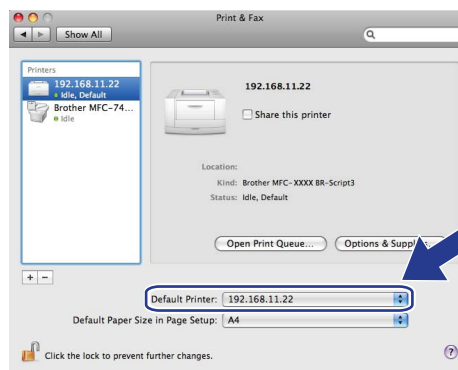 Print & Fax
Show All
Printers
192.168.11.22
Idle, Default
Brother MFC-74...
Idle
192.168.11.22
Share this printer
Location:
Kind: Brother MFC-XXXX BR-Script3
Status: Idle, Default
Open Print Queue... Options &
+ -
Default Printer: 192.168.11.22
Default Paper Size in Page Setup: A4
Click the lock to prevent further changes.
?